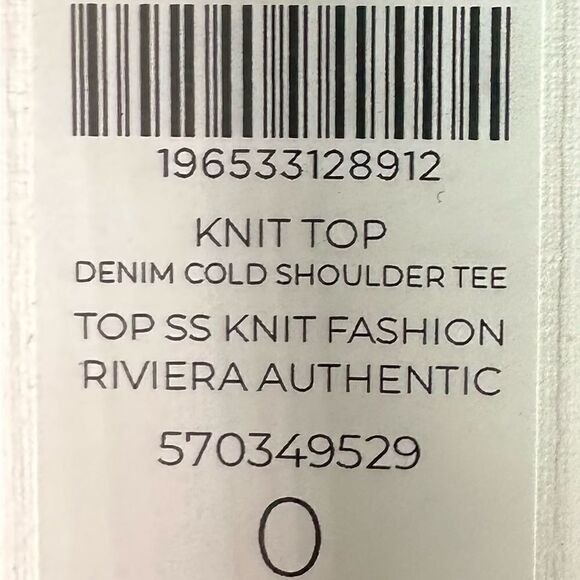 196533128912
KNIT TOP
DENIM COLD SHOULDER TEE
TOP SS KNIT FASHION
RIVIERA AUTHENTIC
570349529
0